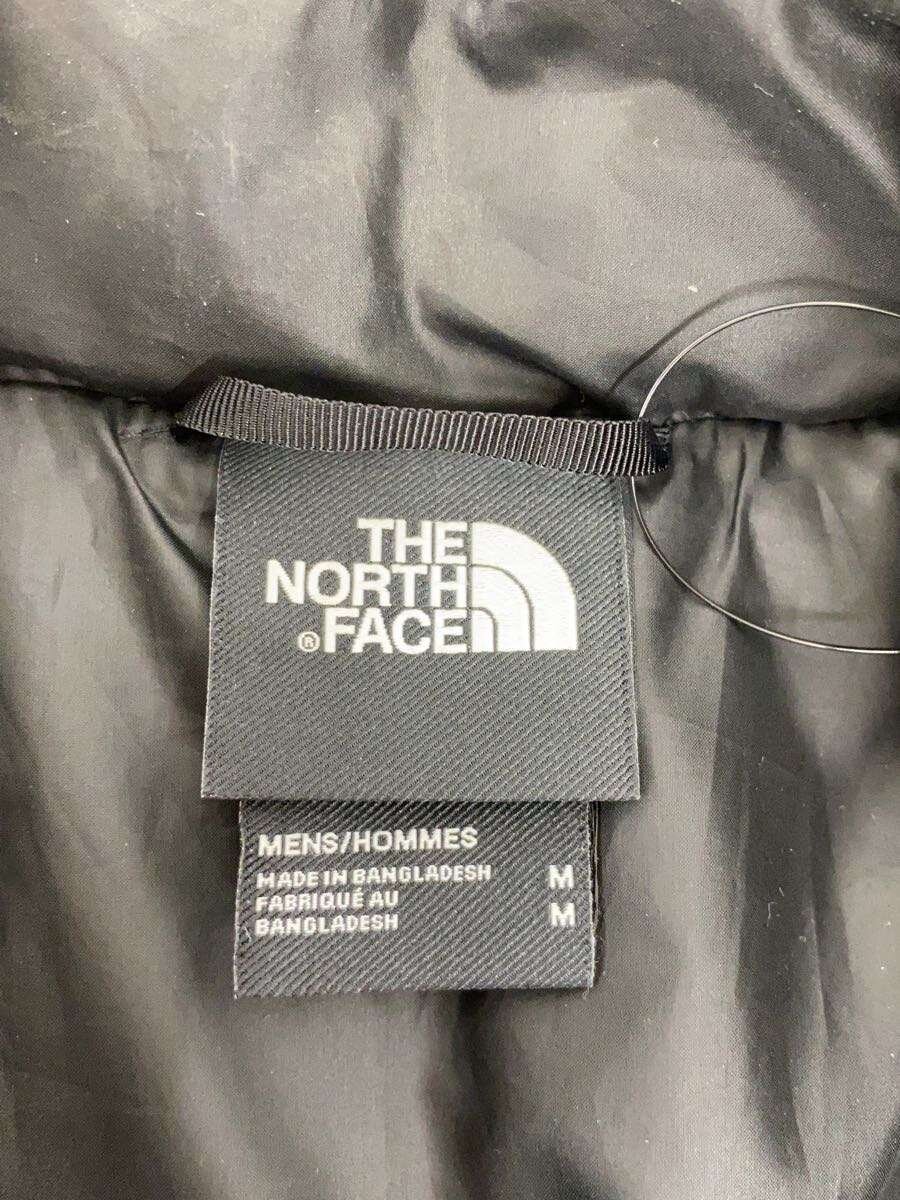 THE
NORTH
® FACE
MENS/HOMMES
MADE IN BANGLADESH M
FABRIQUÉ AU M
BANGLADESH